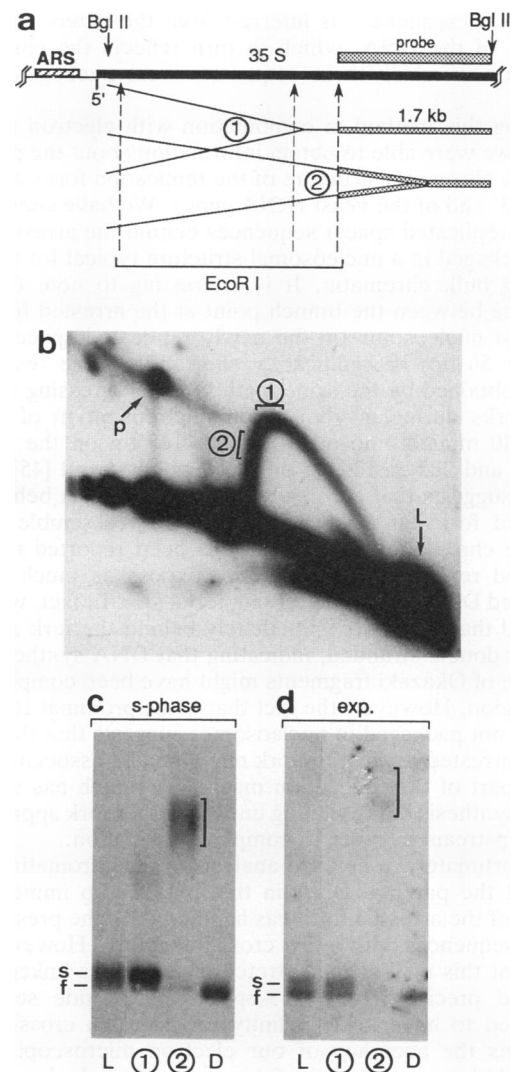 a
Bgl II
Bgl II
ARS
35 S
probe
5'
1
1.7 kb
2
EcoR I
b
p
1
2
L
c
s-phase
d
exp.
s
f
s
f
L 1 2 D
L 1 2 D